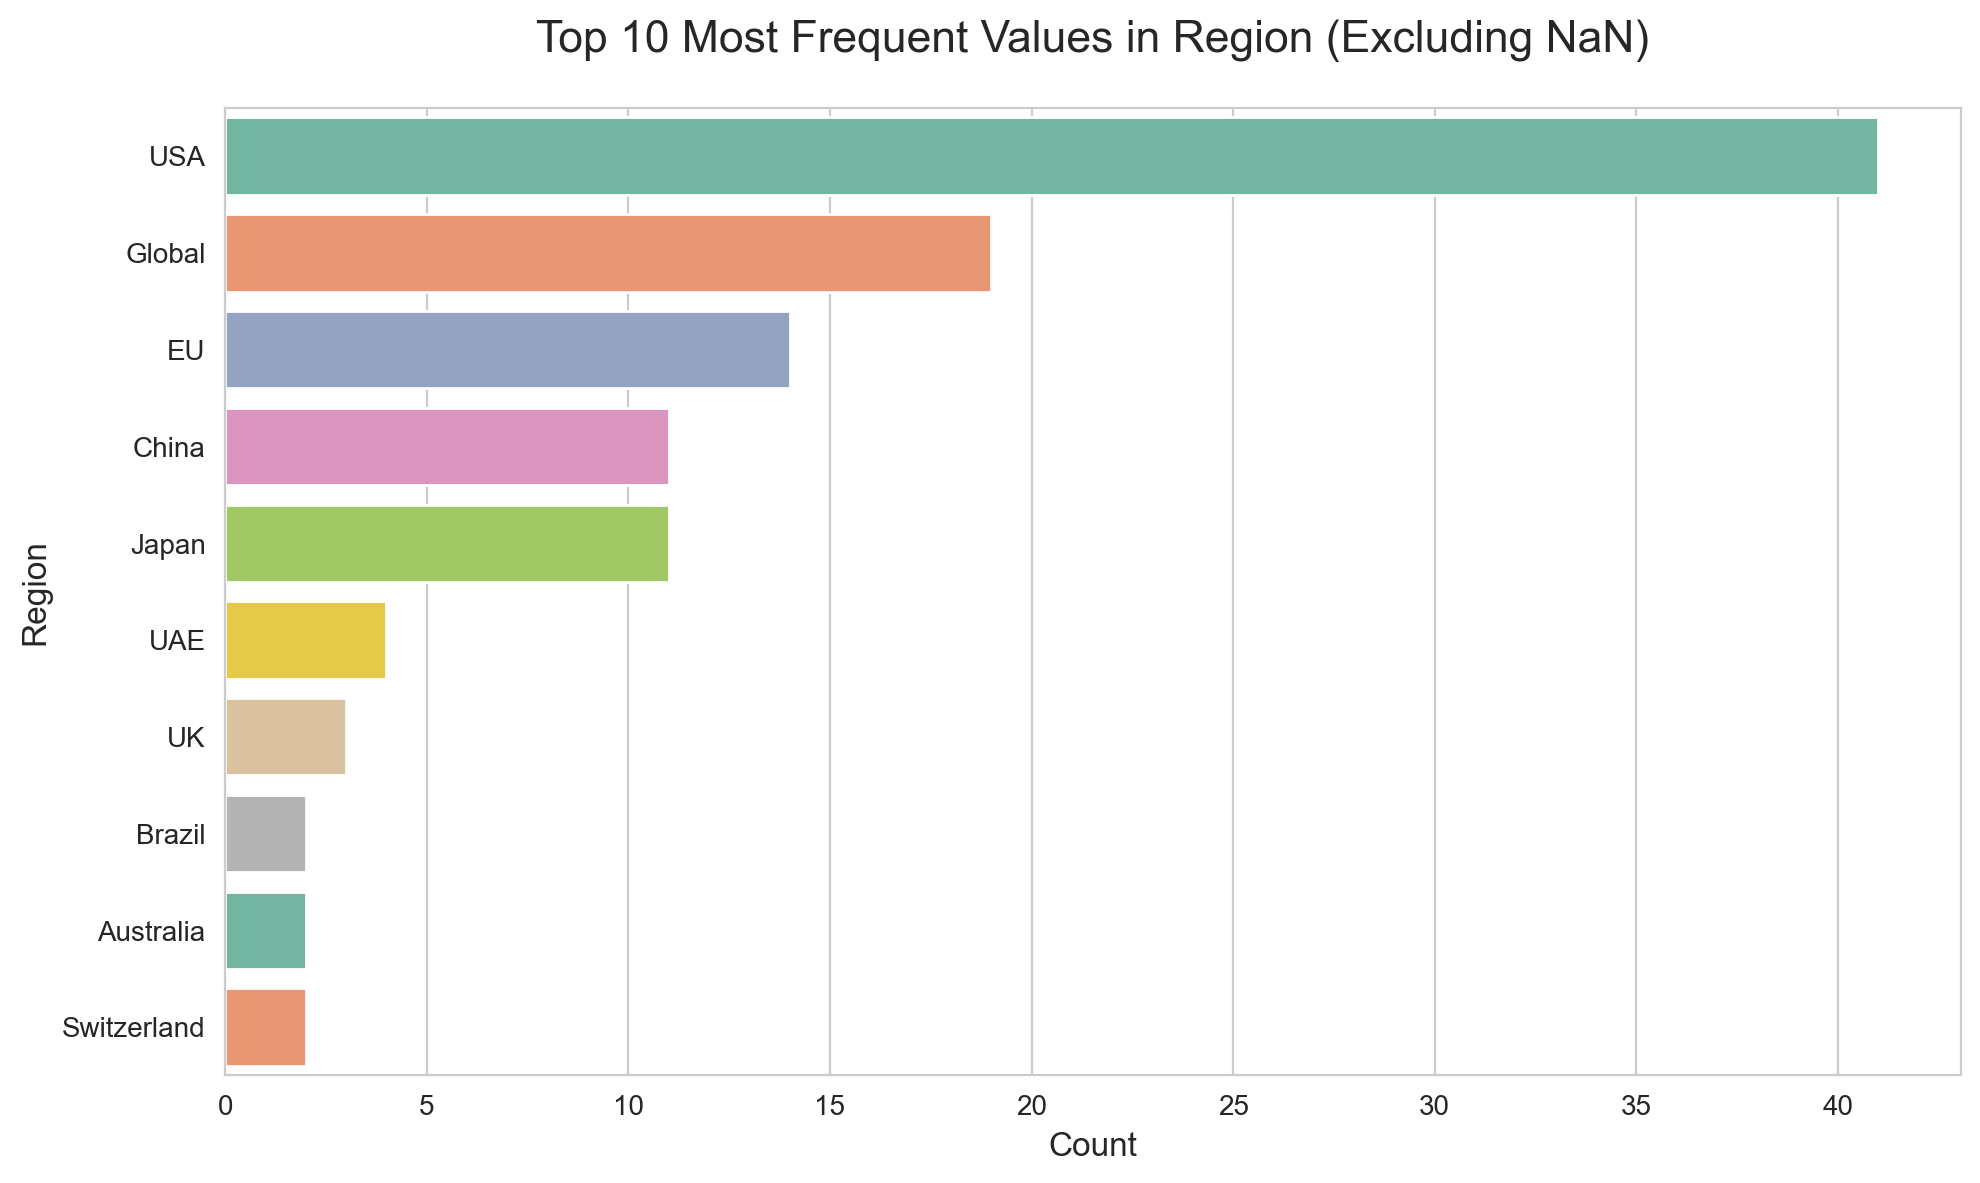 Top 10 Most Frequent Values in Region (Excluding NaN)
USA
Global
EU
China
Japan
UAE
UK
Brazil
Australia
Switzerland
Region
0 5 10 15 20 25 30 35 40
Count